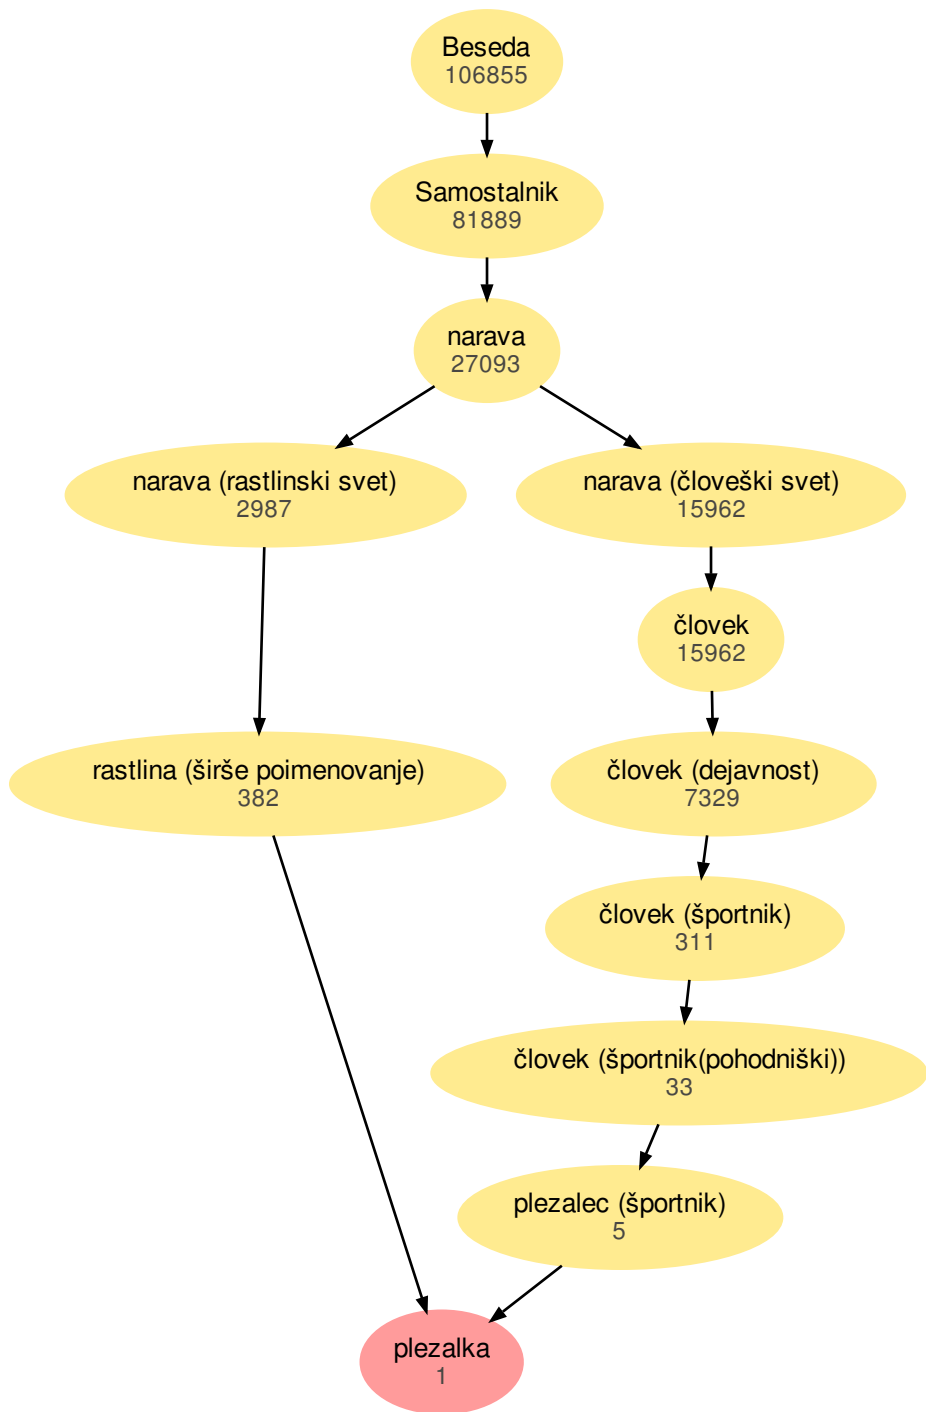 Beseda
106855
Samostalnik
81889
narava
27093
narava (rastlinski svet)
2987
narava (človeški svet)
15962
človek
15962
rastlina (širše poimenovanje)
382
človek (dejavnost)
7329
človek (športnik)
311
človek (športnik(pohodniški))
33
plezalec (športnik)
5
plezalka
1